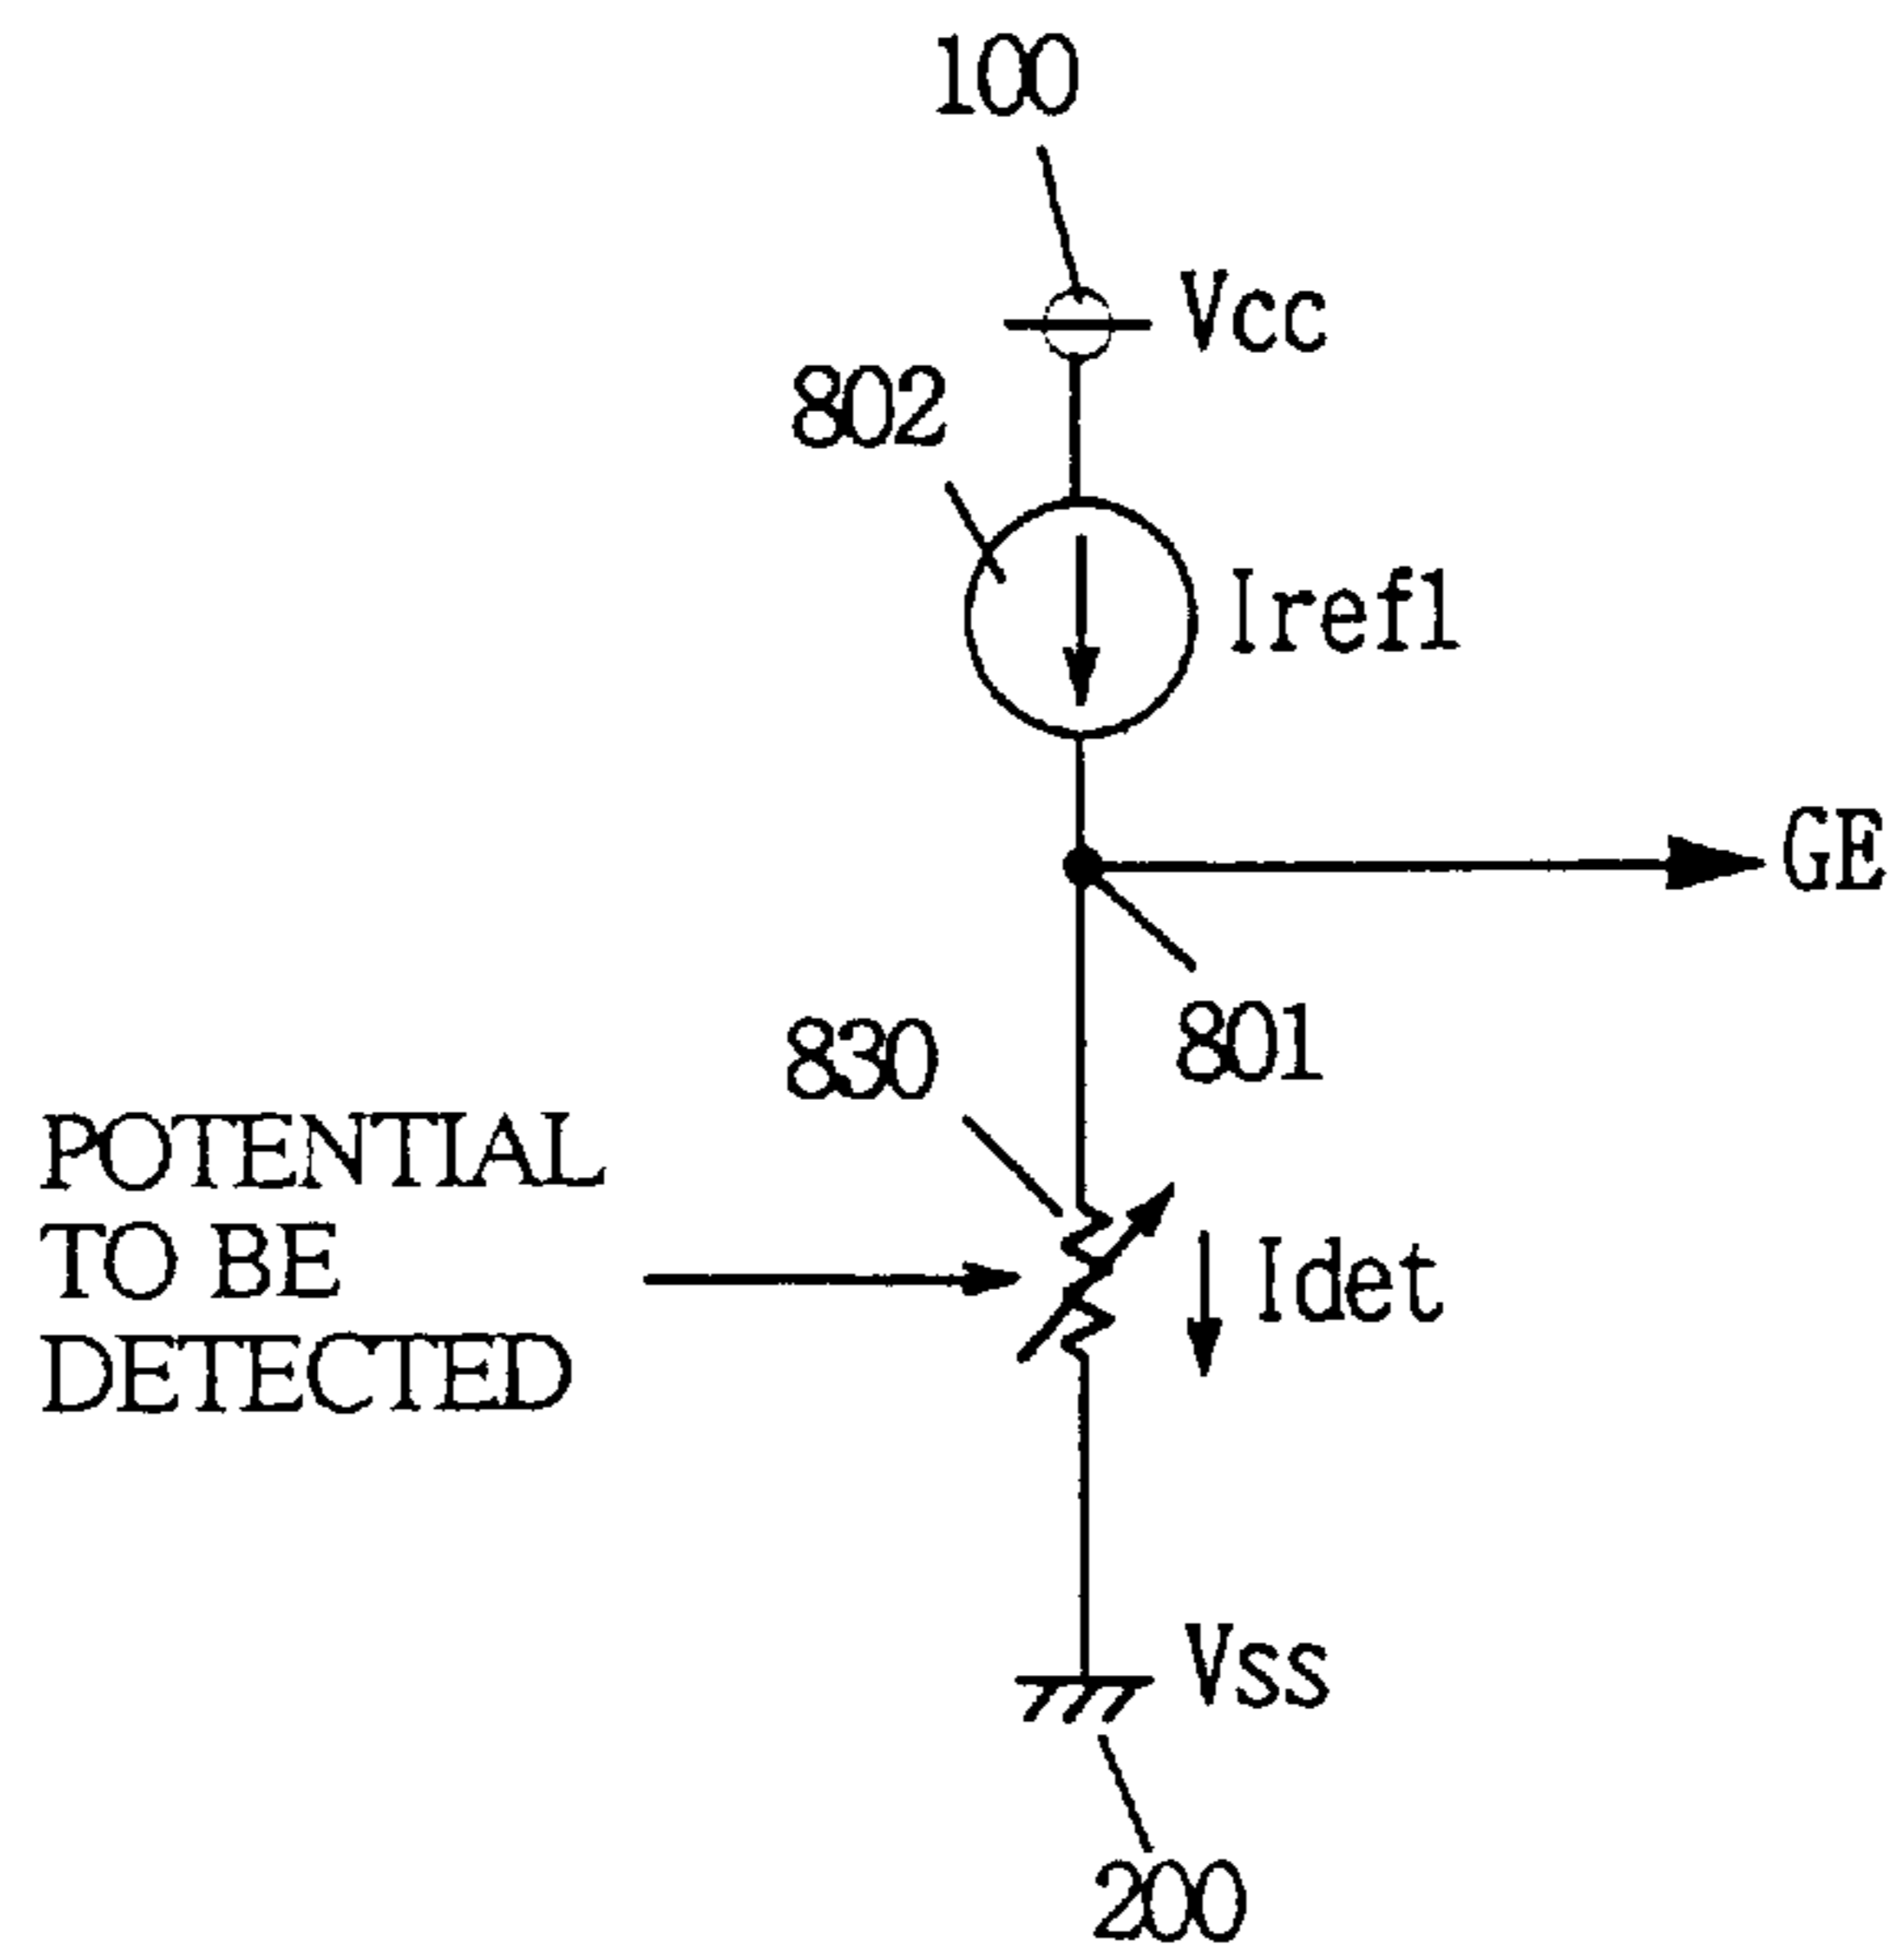 100
Vcc
802
Iref1
GE
801
830
POTENTIAL
TO BE
DETECTED
Idet
Vss
200